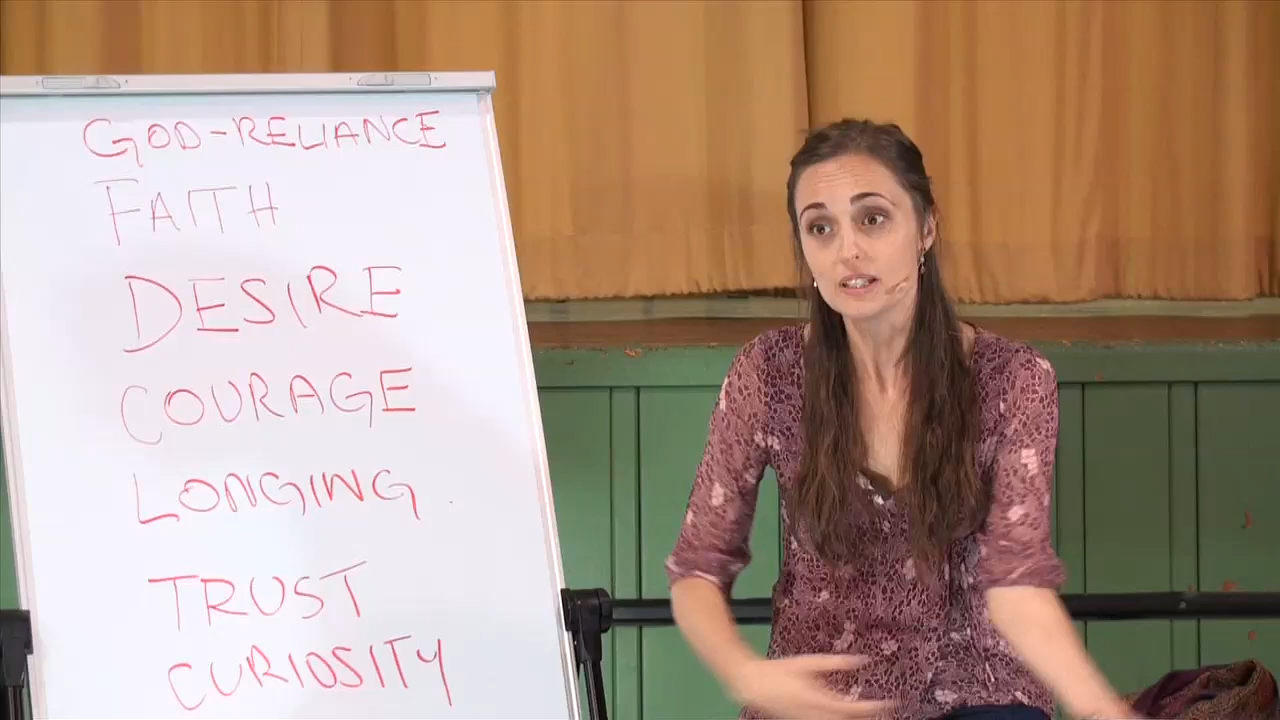 GOD-RELIANCE
FAITH
DESIRE
COURAGE
LONGING
TRUST
CURIOSITY